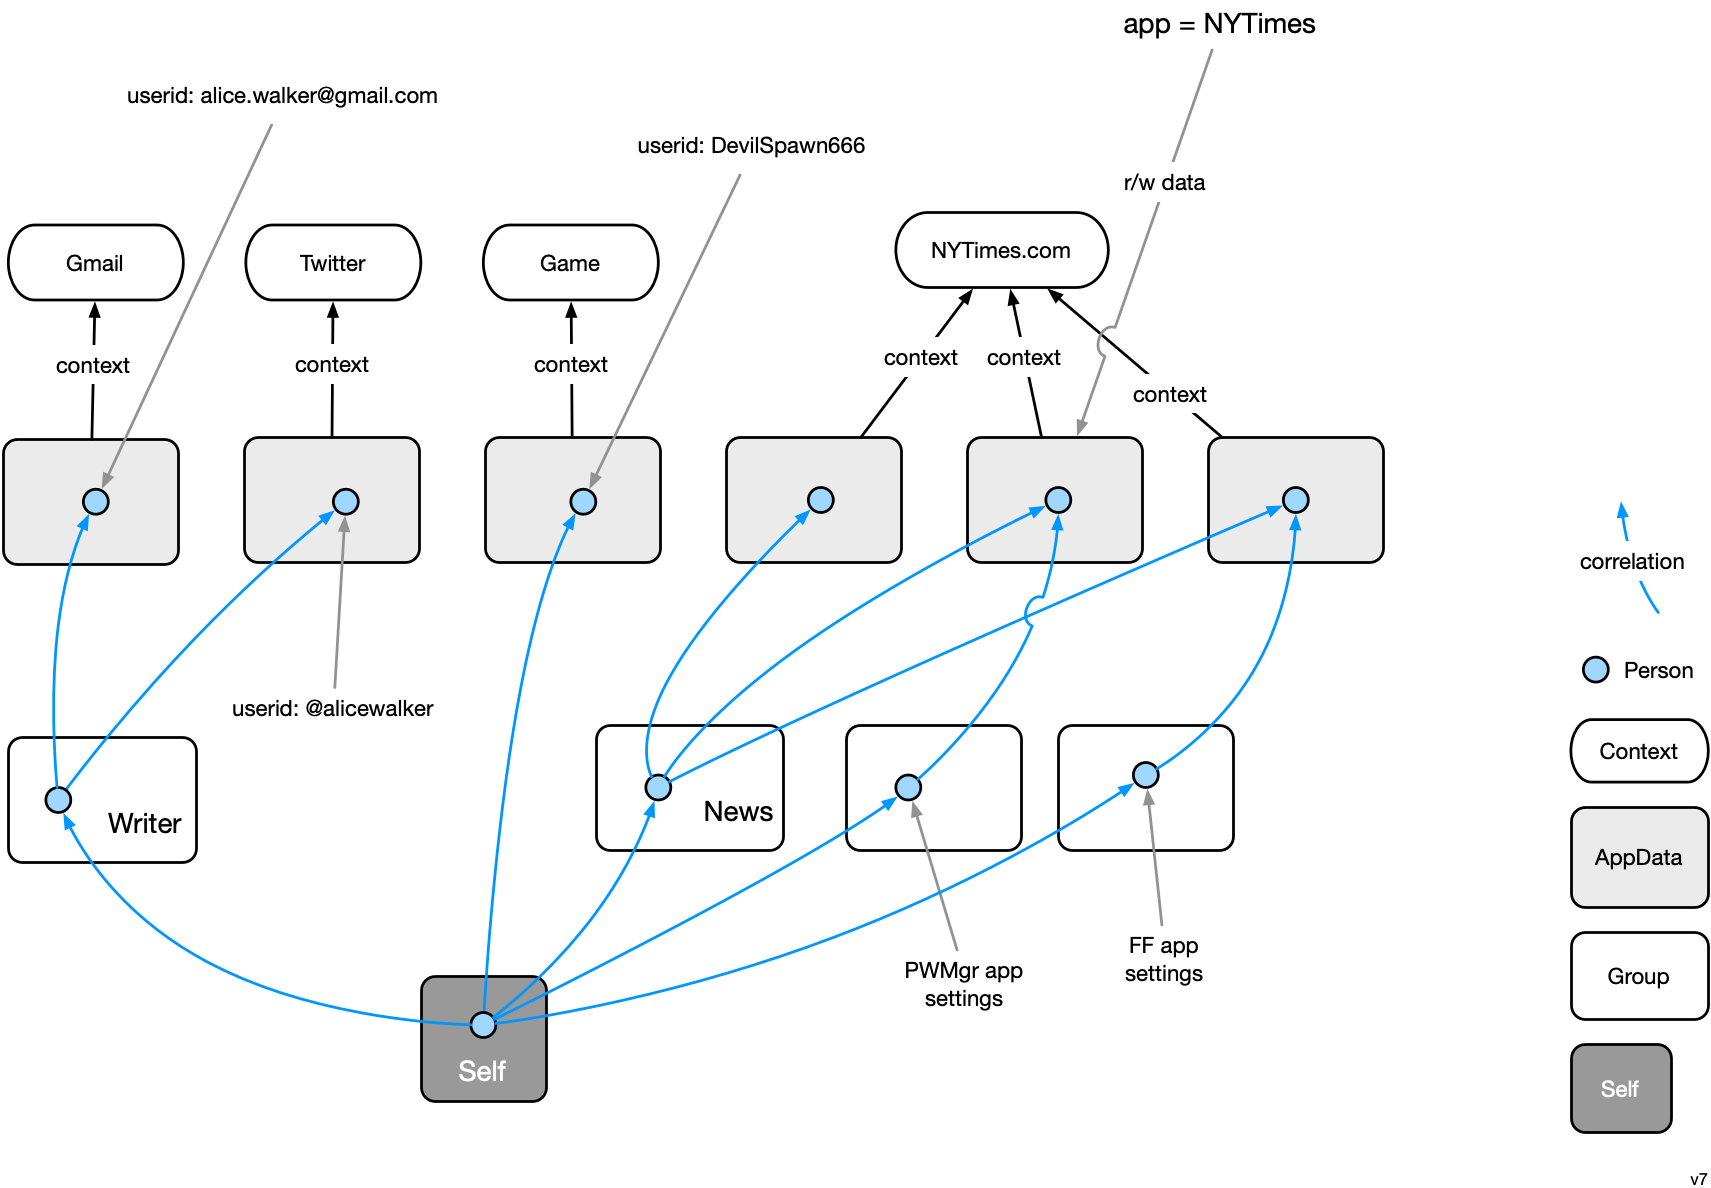 app = NYTimes
userid: alice.walker@gmail.com
userid: DevilSpawn666
r/w data
Gmail
Twitter
Game
NYTimes.com
context
context
context
context
context
context
correlation
Person
userid: @alicewalker
Context
Writer
News
AppData
FF app
settings
PWMgr app
settings
Group
Self
Self
v7